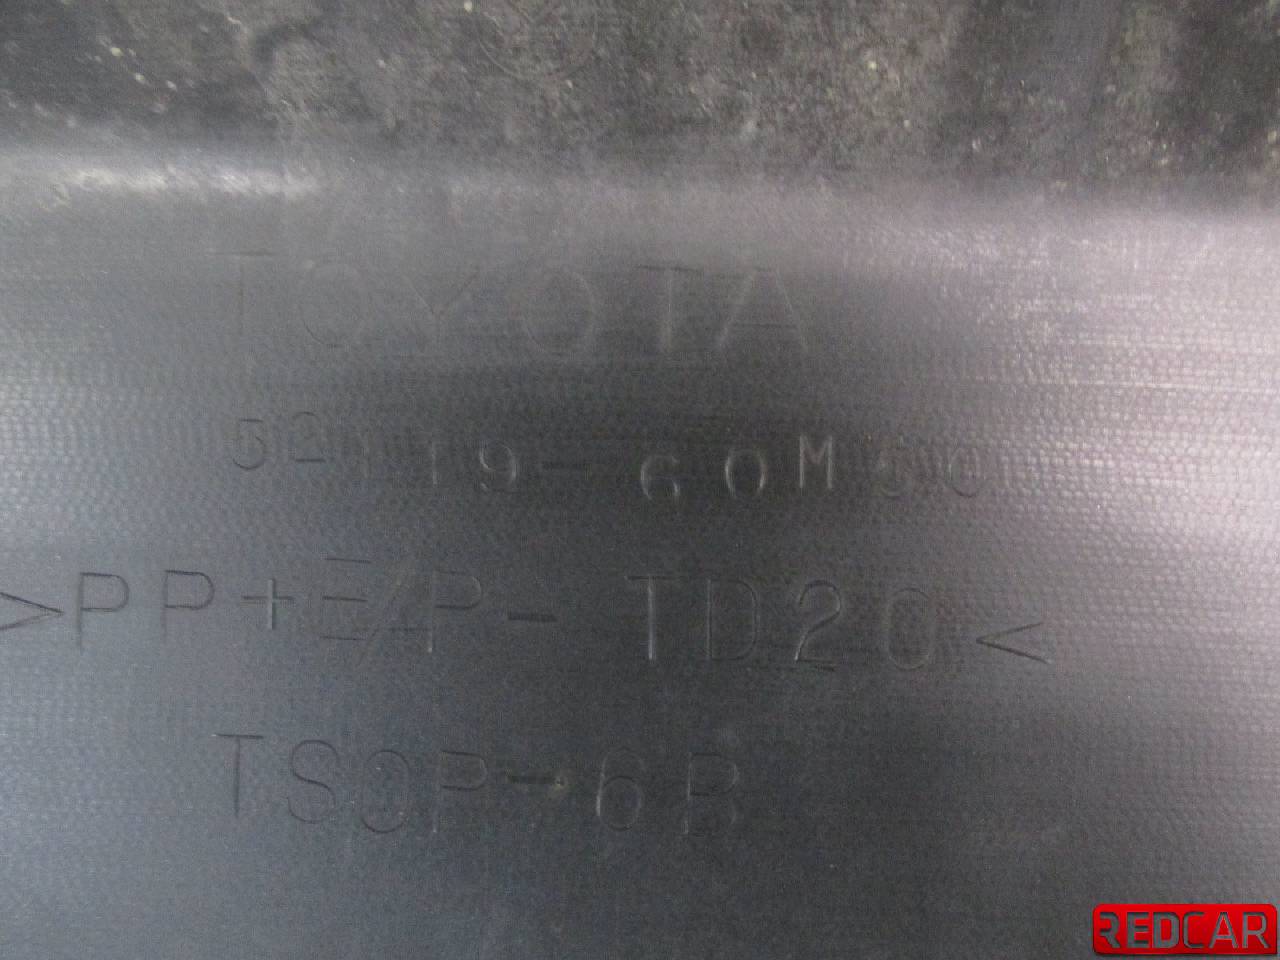 TOYOTA
52119-60M50
>PP+E/P-TD20<
TSOP-6B
REDCAR